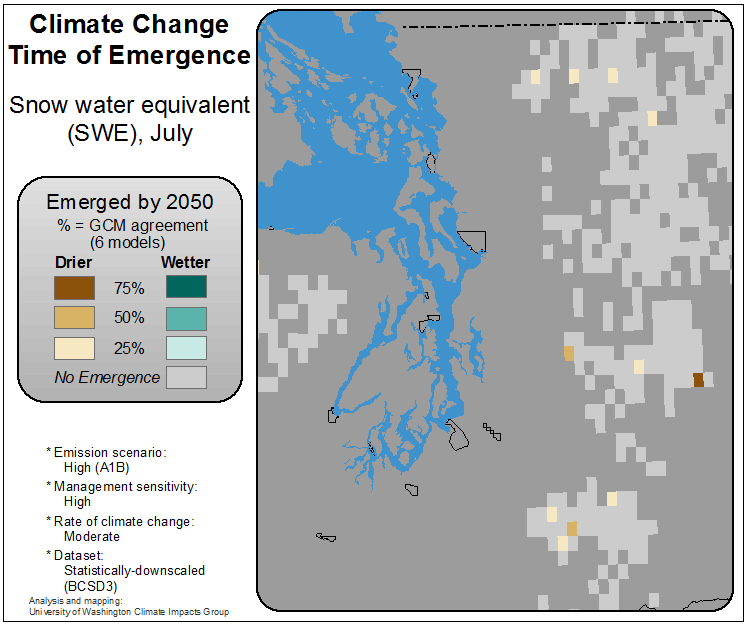 Climate Change
Time of Emergence
Snow water equivalent
(SWE), July
Emerged by 2050
% = GCM agreement
(6 models)
Drier Wetter
75%
50%
25%
No Emergence
* Emission scenario:
High (A1B)
* Management sensitivity:
High
* Rate of climate change:
Moderate
* Dataset:
Statistically-downscaled
(BCSD3)
Analysis and mapping:
University of Washington Climate Impacts Group